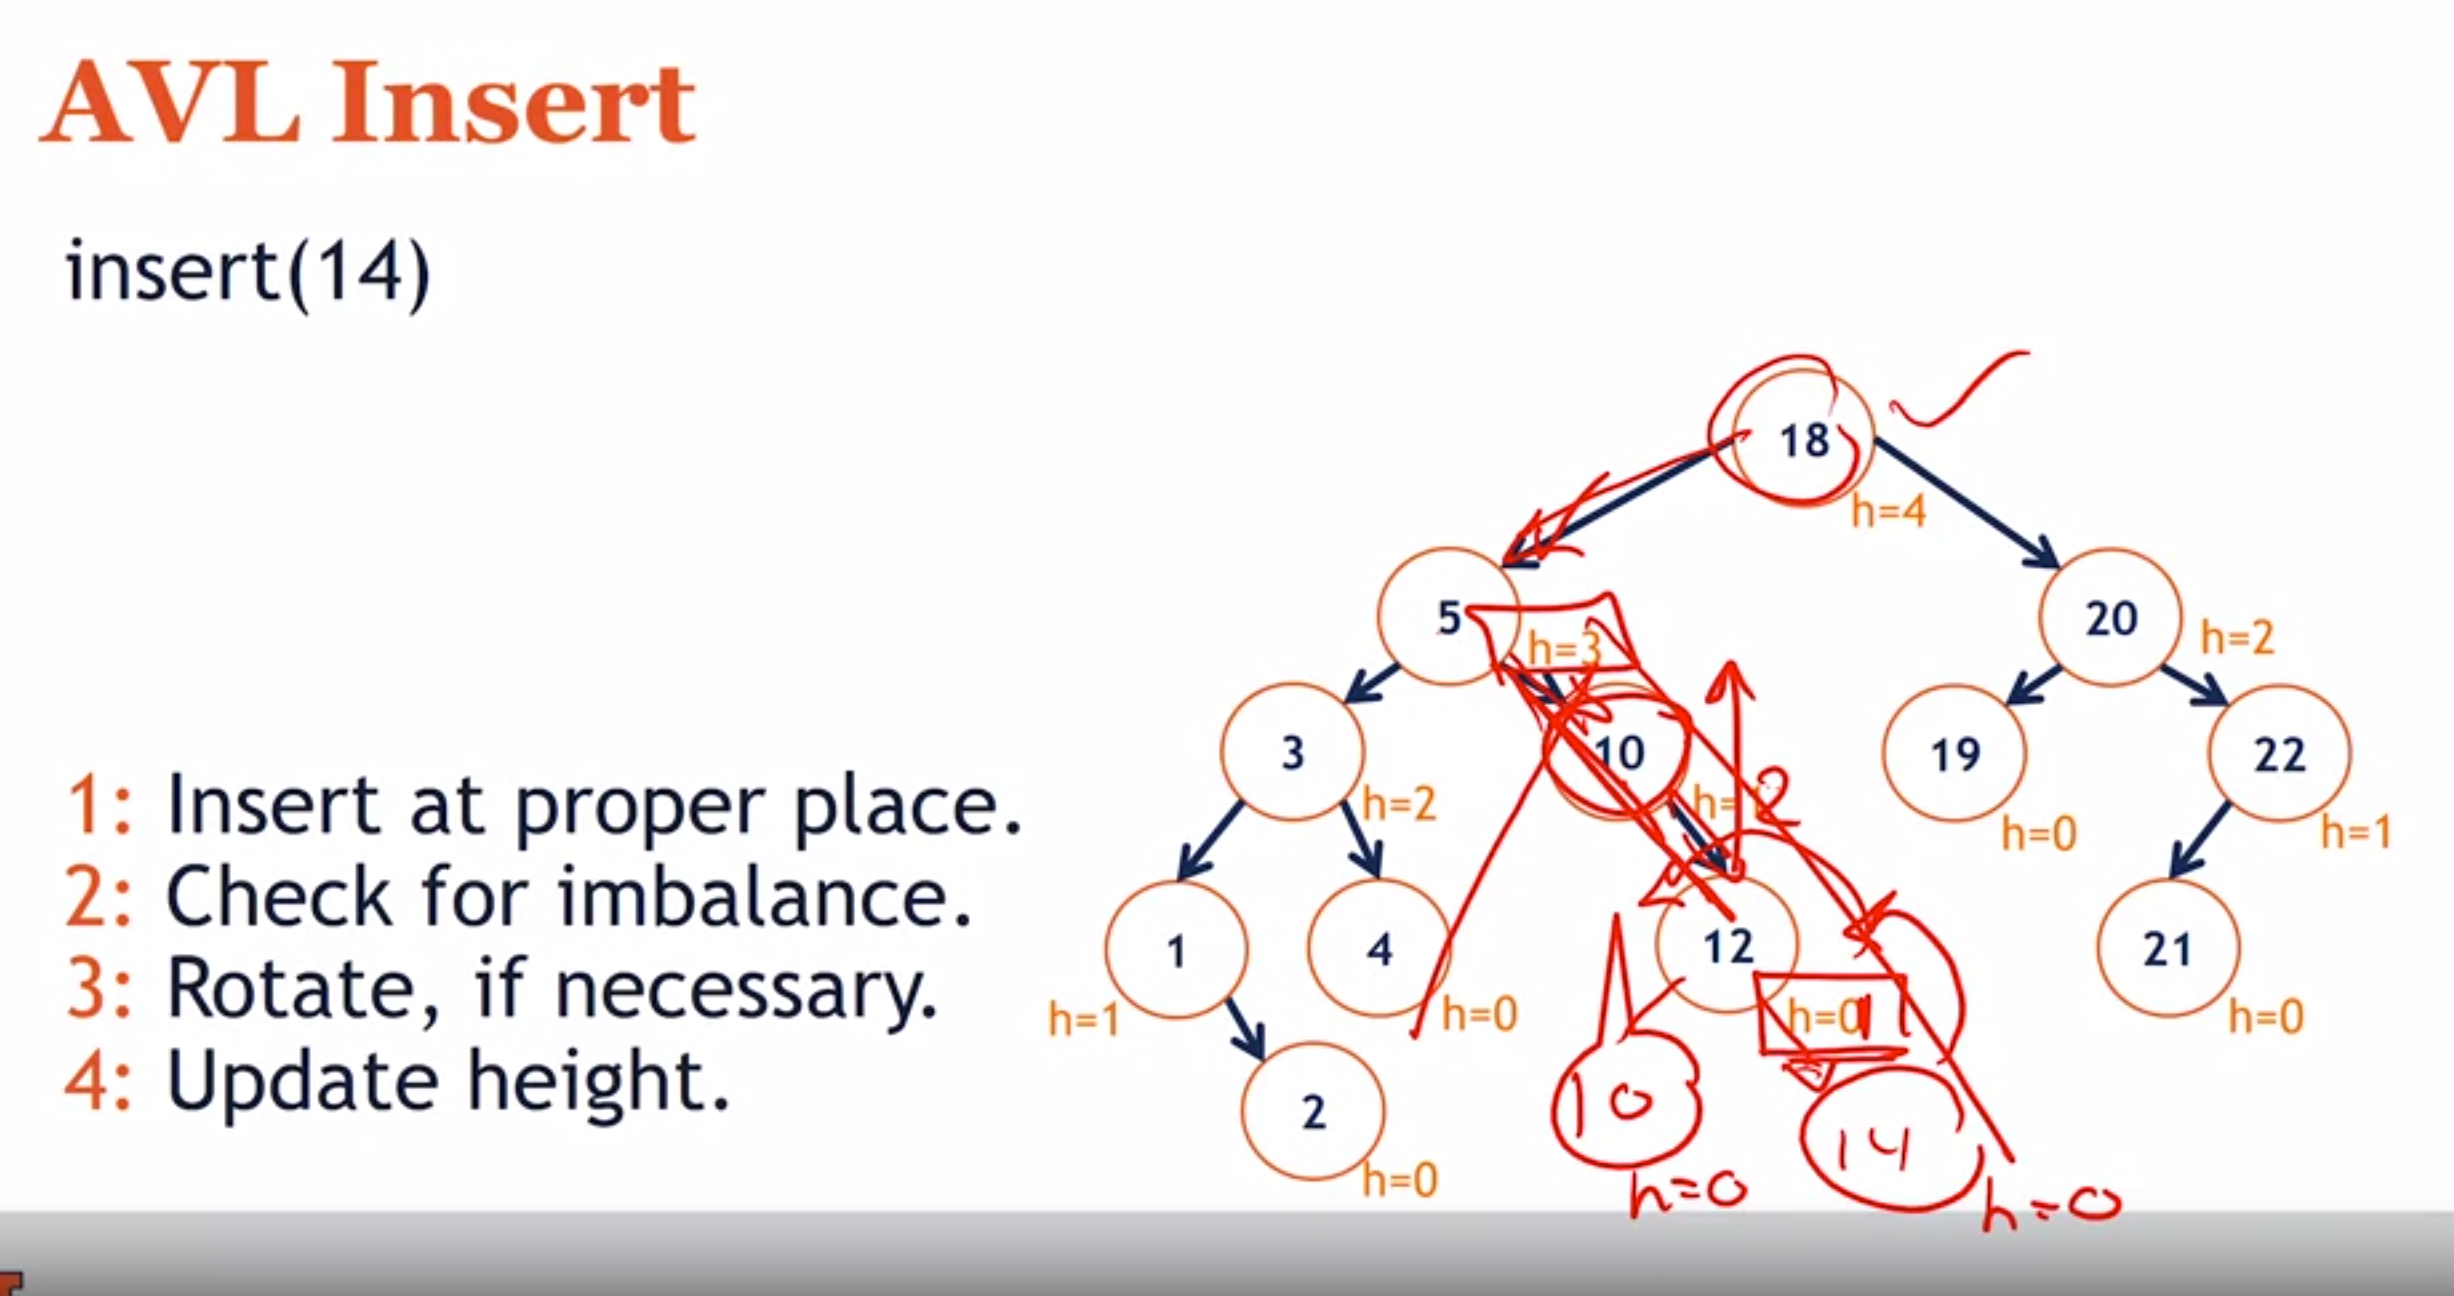 AVL Insert
insert(14)
18
h=4
5
h=3
20
h=2
3
h=2
10
h=1
2
19
h=0
22
h=1
1: Insert at proper place.
2: Check for imbalance.
3: Rotate, if necessary.
4: Update height.
1
h=1
4
h=0
12
h=0
1
21
h=0
2
h=0
10
h=0
14
h=0